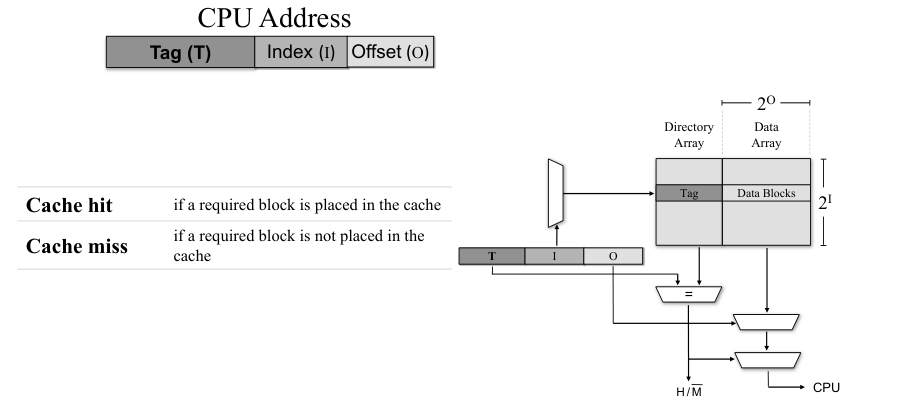 CPU Address
Tag (T) Index (I) Offset (O)
Cache hit if a required block is placed in the cache
Cache miss if a required block is not placed in the
cache
2^O
Directory
Array
Data
Array
Tag Data Blocks
2^I
T I O
=
H/M̅
CPU